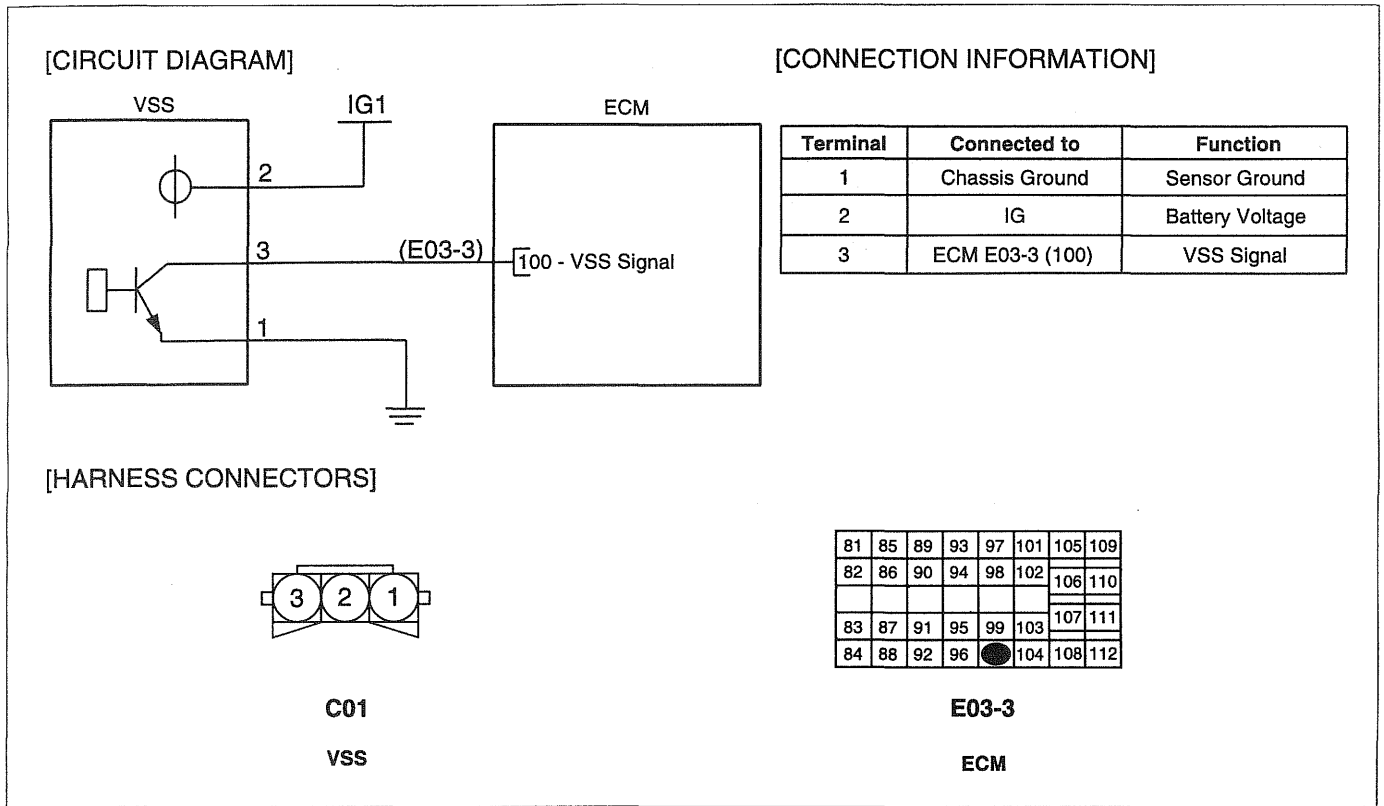 [CIRCUIT DIAGRAM]
VSS
IG1
ECM
2
3
(E03-3)
100 - VSS Signal
1
[CONNECTION INFORMATION]
Terminal Connected to Function
1 Chassis Ground Sensor Ground
2 IG Battery Voltage
3 ECM E03-3 (100) VSS Signal
[HARNESS CONNECTORS]
3 2 1
C01
VSS
81 85 89 93 97 101 105 109
82 86 90 94 98 102 106 110
83 87 91 95 99 103 107 111
84 88 92 96 104 108 112
E03-3
ECM